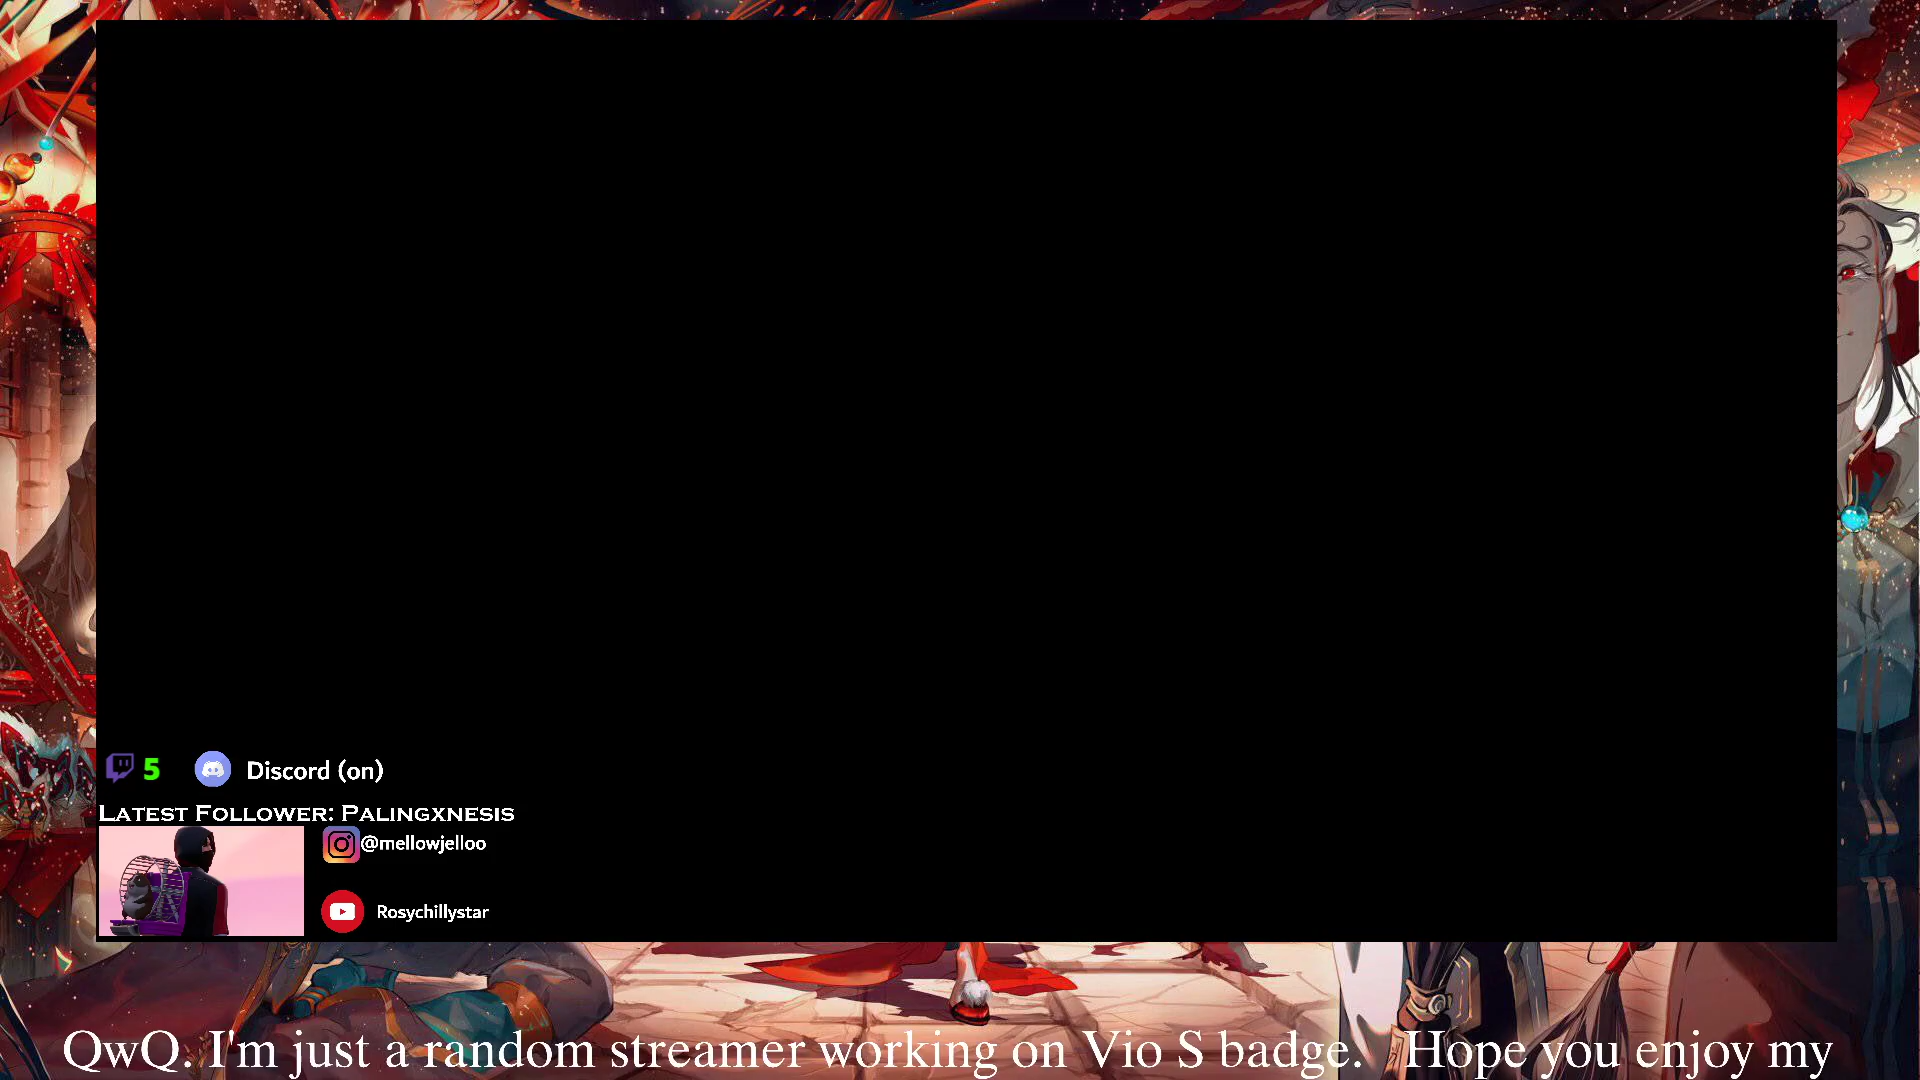 5 Discord (on)
Latest Follower: Palingxnesis
@mellowjelloo
Rosychillystar
QwQ. I'm just a random streamer working on Vio S badge. Hope you enjoy my